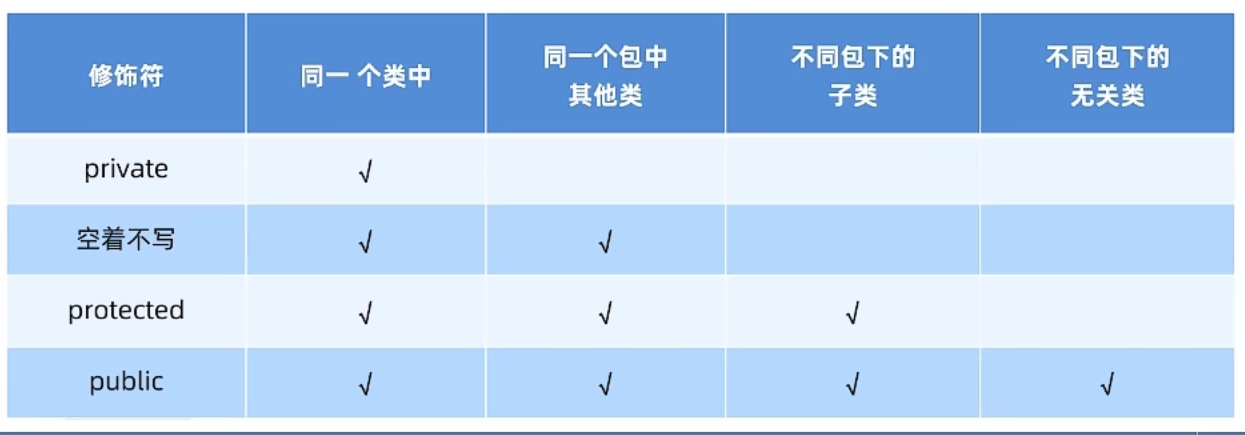 修饰符
同一 个类中
同一个包中
其他类
不同包下的
子类
不同包下的
无关类
private
√
空着不写
√
√
protected
√
√
√
public
√
√
√
√